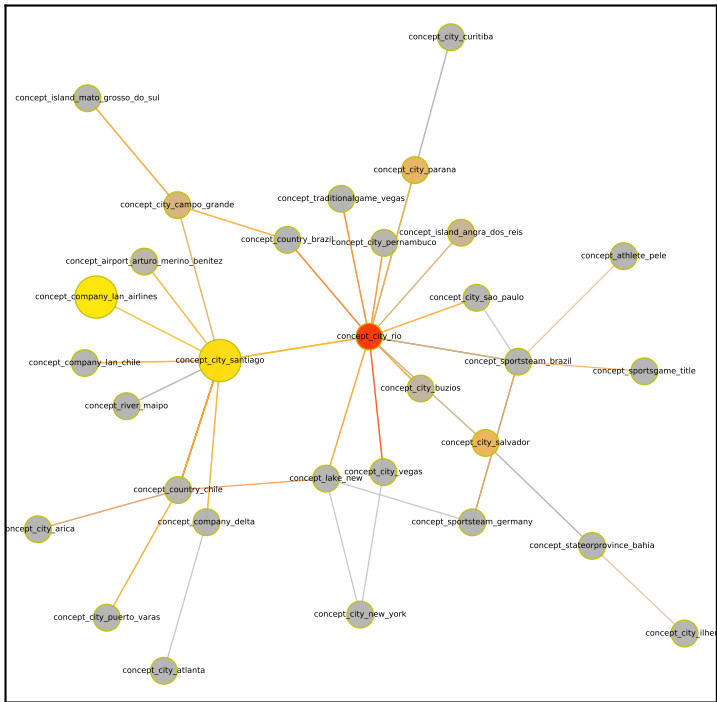 concept_city_curitiba
concept_island_mato_grosso_do_sul
concept_city_parana
concept_traditionalgame_vegas
concept_city_campo_grande
concept_island_angra_dos_reis
concept_country_brazil
concept_city_pernambuco
concept_athlete_pele
concept_airport_arturo_merino_benitez
concept_company_lan_airlines
concept_city_sao_paulo
concept_city_rio
concept_city_santiago
concept_company_lan_chile
concept_sportsteam_brazil
concept_sportsgame_title
concept_city_buzios
concept_river_maipo
concept_city_salvador
concept_city_vegas
concept_lake_new
concept_country_chile
concept_company_delta
concept_sportsteam_germany
oncept_city_arica
concept_stateorprovince_bahia
concept_city_new_york
concept_city_puerto_varas
concept_city_ilhe
concept_city_atlanta